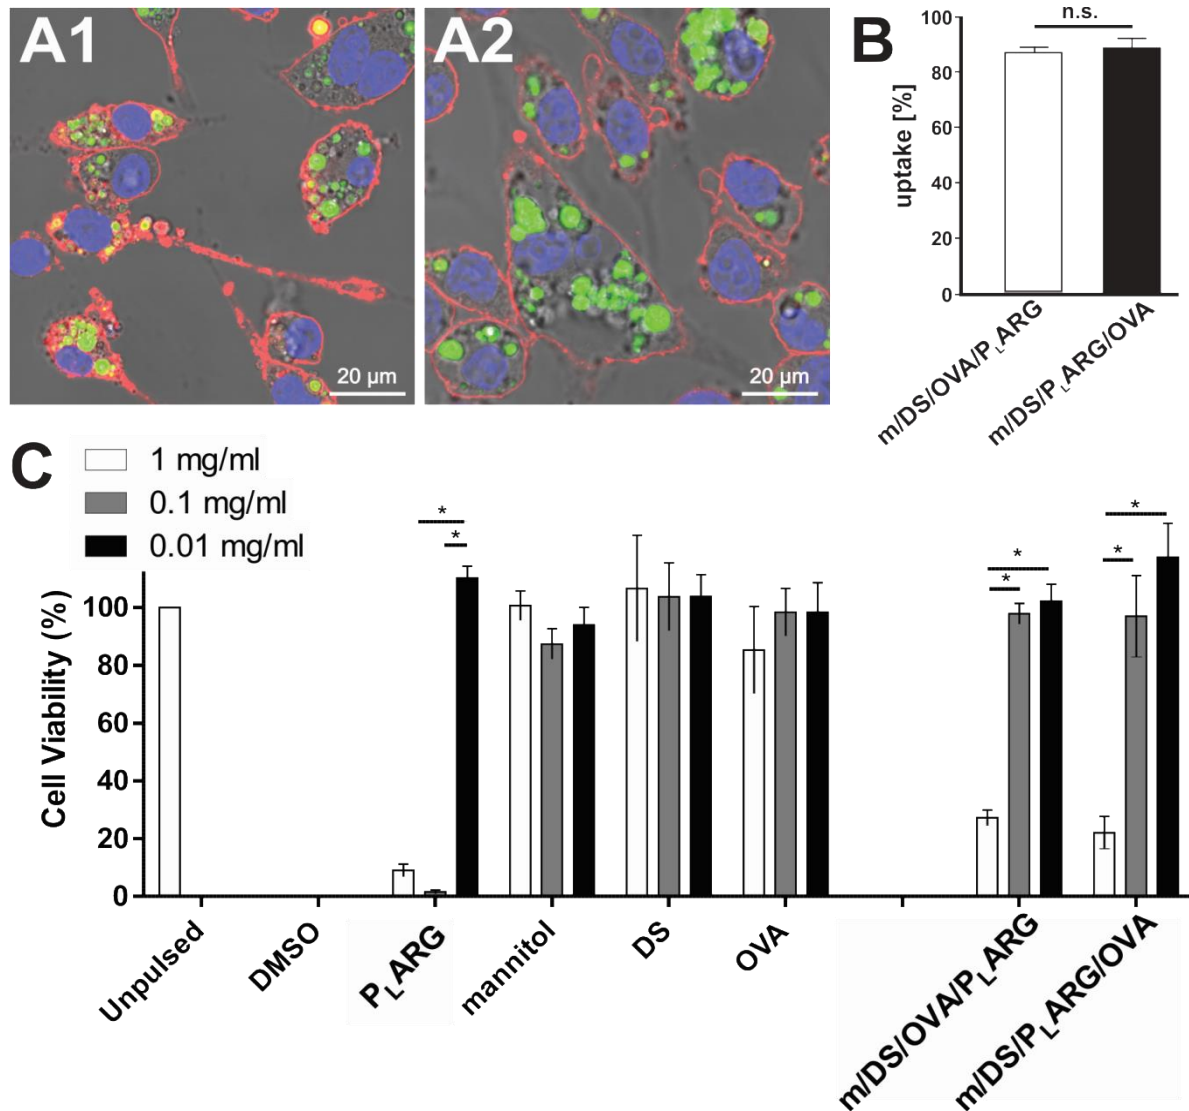 A1
20 µm
A2
20 µm
B
n.s.
uptake [%]
100
80
60
40
20
0
m/DS/OVA/PLARG
m/DS/PLARG/OVA
C
1 mg/ml
0.1 mg/ml
0.01 mg/ml
Cell Viability (%)
100
80
60
40
20
0
*
*
*
*
*
*
Unpulsed
DMSO
PLARG
mannitol
DS
OVA
m/DS/OVA/PLARG
m/DS/PLARG/OVA